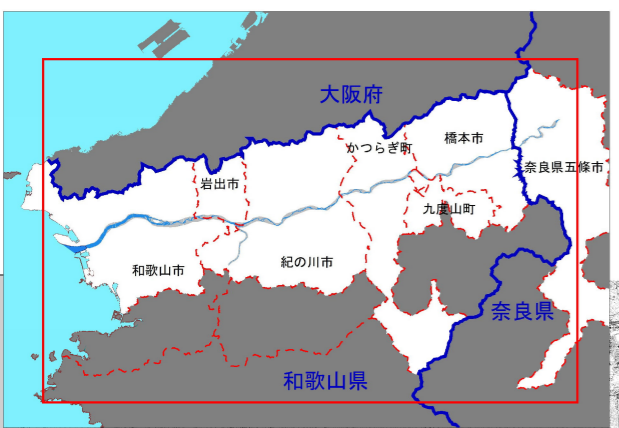 大阪府
かつらぎ町
橋本市
奈良県五條市
岩出市
九度山町
和歌山市
紀の川市
奈良県
和歌山県